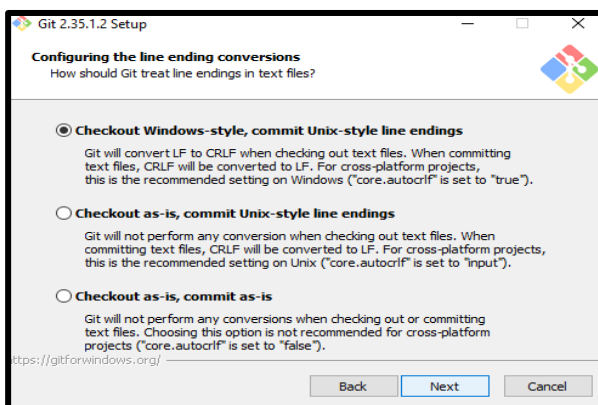 Git 2.35.1.2 Setup
Configuring the line ending conversions
How should Git treat line endings in text files?
Checkout Windows-style, commit Unix-style line endings
Git will convert LF to CRLF when checking out text files. When committing
text files, CRLF will be converted to LF. For cross-platform projects,
this is the recommended setting on Windows ("core.autocrlf" is set to "true").
Checkout as-is, commit Unix-style line endings
Git will not perform any conversion when checking out text files. When
committing text files, CRLF will be converted to LF. For cross-platform projects,
this is the recommended setting on Unix ("core.autocrlf" is set to "input").
Checkout as-is, commit as-is
Git will not perform any conversions when checking out or committing
text files. Choosing this option is not recommended for cross-platform
projects ("core.autocrlf" is set to "false").
ttps://gitforwindows.org/
Back Next Cancel